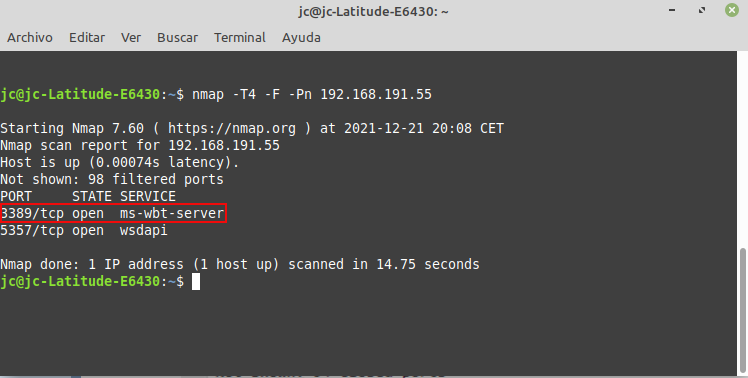 jc@jc-Latitude-E6430: ~
Archivo Editar Ver Buscar Terminal Ayuda
jc@jc-Latitude-E6430:~$ nmap -T4 -F -Pn 192.168.191.55
Starting Nmap 7.60 ( https://nmap.org ) at 2021-12-21 20:08 CET
Nmap scan report for 192.168.191.55
Host is up (0.00074s latency).
Not shown: 98 filtered ports
PORT     STATE SERVICE
3389/tcp open  ms-wbt-server
5357/tcp open  wsdapi
Nmap done: 1 IP address (1 host up) scanned in 14.75 seconds
jc@jc-Latitude-E6430:~$